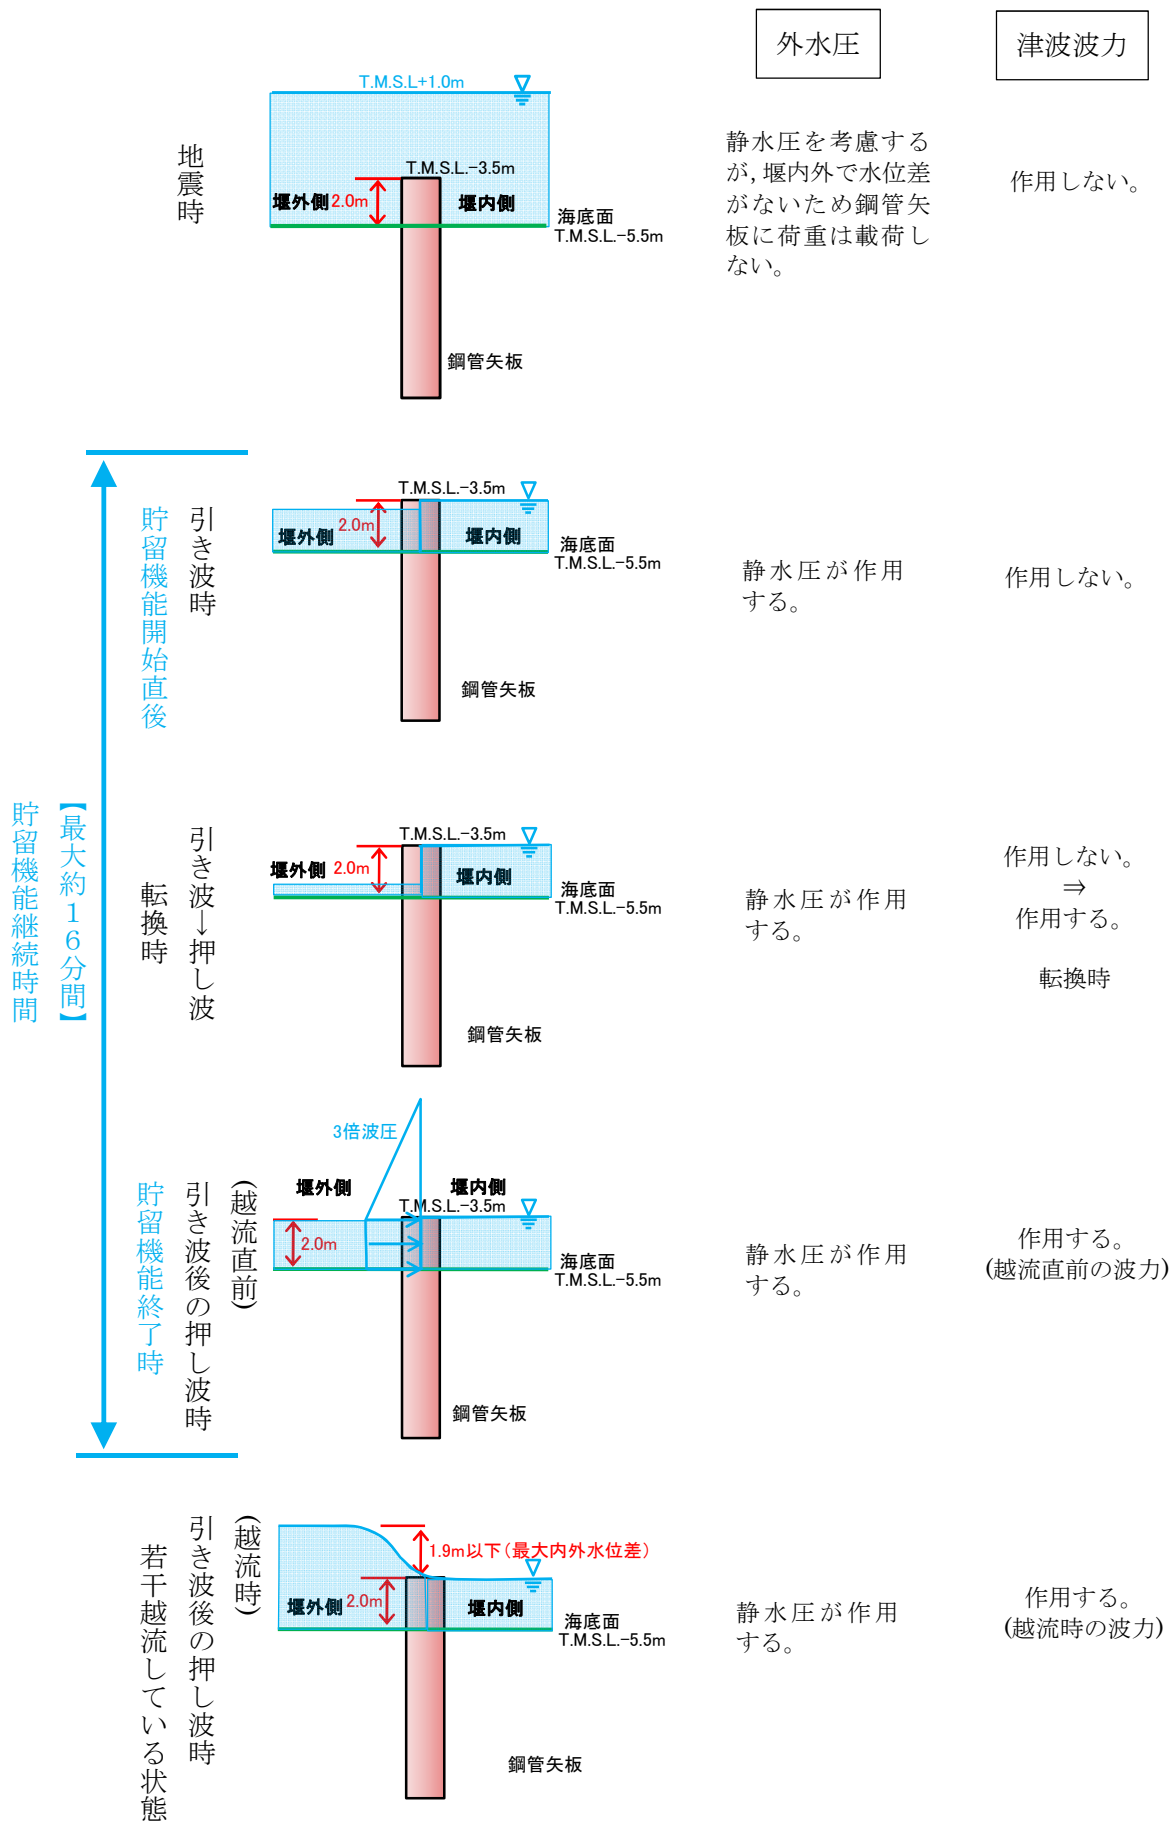 外水圧
津波波力
地震時
T.M.S.L+1.0m
T.M.S.L.-3.5m
堰外側
2.0m
堰内側
海底面
T.M.S.L.-5.5m
鋼管矢板
静水圧を考慮する
が,堰内外で水位差
がないため鋼管矢
板に荷重は載荷し
ない。
作用しない。
貯留機能継続時間
【最大約16分間】
引き波時
貯留機能開始直後
T.M.S.L.-3.5m
堰外側
2.0m
堰内側
海底面
T.M.S.L.-5.5m
鋼管矢板
静水圧が作用
する。
作用しない。
引き波→押し波
転換時
T.M.S.L.-3.5m
堰外側
2.0m
堰内側
海底面
T.M.S.L.-5.5m
鋼管矢板
静水圧が作用
する。
作用しない。
⇒
作用する。
転換時
(越流直前)
引き波後の押し波時
貯留機能終了時
3倍波圧
堰外側
堰内側
T.M.S.L.-3.5m
2.0m
海底面
T.M.S.L.-5.5m
鋼管矢板
静水圧が作用
する。
作用する。
(越流直前の波力)
(越流時)
引き波後の押し波時
若干越流している状態
1.9m以下(最大内外水位差)
堰外側
2.0m
堰内側
海底面
T.M.S.L.-5.5m
鋼管矢板
静水圧が作用
する。
作用する。
(越流時の波力)